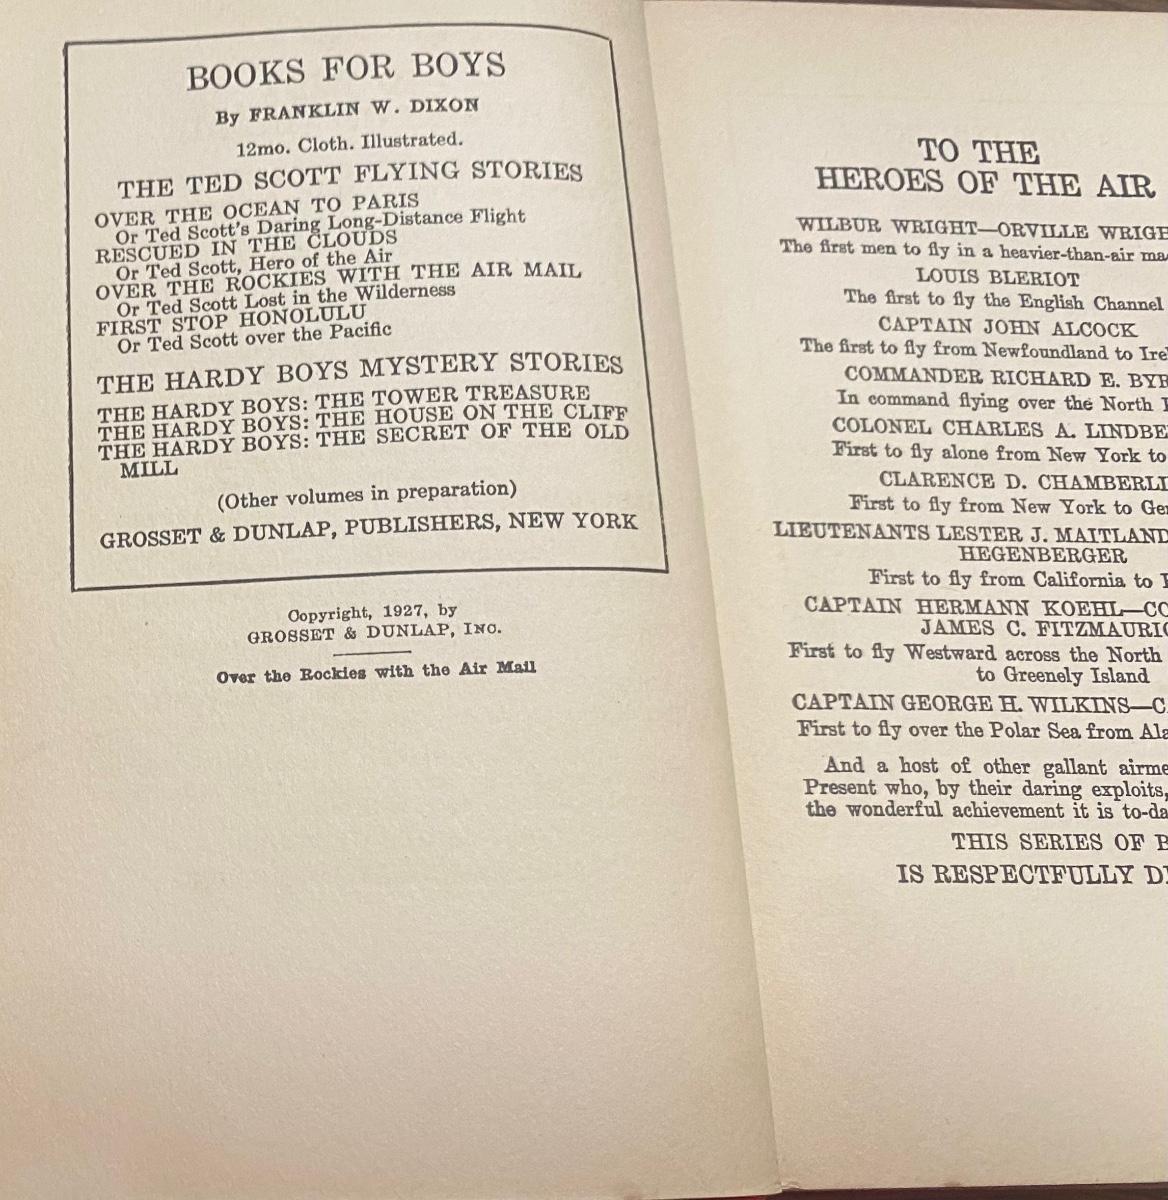 BOOKS FOR BOYS
By FRANKLIN W. DIXON
12mo. Cloth. Illustrated.
THE TED SCOTT FLYING STORIES
OVER THE OCEAN TO PARIS
Or Ted Scott's Daring Long-Distance Flight
RESCUED IN THE CLOUDS
Or Ted Scott, Hero of the Air
OVER THE ROCKIES WITH THE AIR MAIL
Or Ted Scott Lost in the Wilderness
FIRST STOP HONOLULU
Or Ted Scott over the Pacific
THE HARDY BOYS MYSTERY STORIES
THE HARDY BOYS: THE TOWER TREASURE
THE HARDY BOYS: THE HOUSE ON THE CLIFF
THE HARDY BOYS: THE SECRET OF THE OLD
MILL
(Other volumes in preparation)
GROSSET & DUNLAP, PUBLISHERS, NEW YORK
Copyright, 1927, by
GROSSET & DUNLAP, INC.
Over the Rockies with the Air Mail
TO THE
HEROES OF THE AIR
WILBUR WRIGHT—ORVILLE
The first men to fly in a heavier-than-air
LOUIS BLERIOT
The first to fly the English Channel
CAPTAIN JOHN ALCOCK
The first to fly from Newfoundland to
COMMANDER RICHARD E.
In command flying over the North
COLONEL CHARLES A.
First to fly alone from New York to
CLARENCE D.
First to fly from New York to
LIEUTENANTS LESTER J. MAITLAND
HEGENBERGER
First to fly from California to
CAPTAIN HERMANN KOEHL—
JAMES C.
First to fly Westward across the North
to Greenely Island
CAPTAIN GEORGE H. WILKINS—
First to fly over the Polar Sea from
And a host of other gallant
Present who, by their daring exploits,
the wonderful achievement it is
THIS SERIES OF
IS RESPECTFULLY